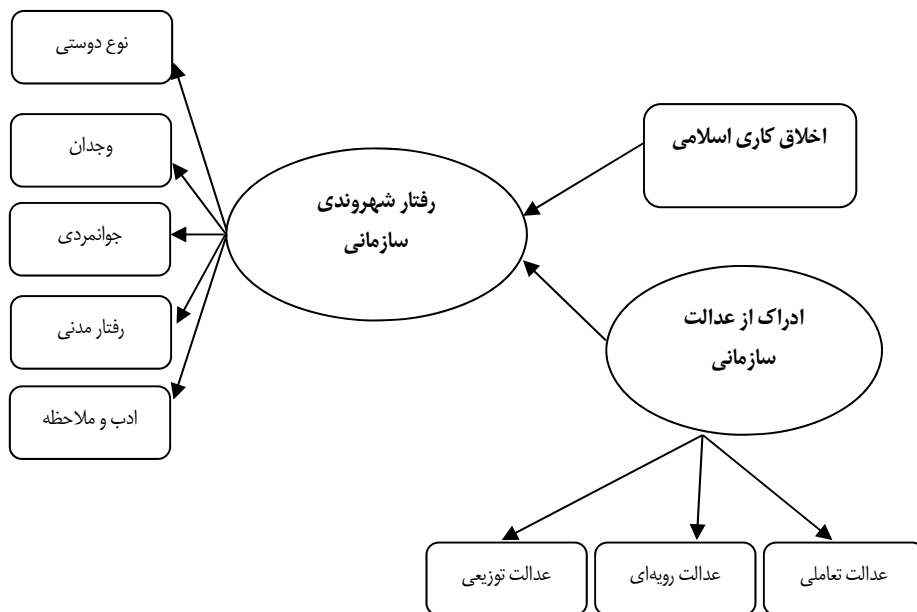 نوع دوستی
وجدان
جوانمردی
رفتار مدنی
ادب و ملاحظه
رفتار شهروندی
سازمانی
اخلاق کاری اسلامی
ادراک از عدالت
سازمانی
عدالت تعاملی
عدالت رویه‌ای
عدالت توزیعی